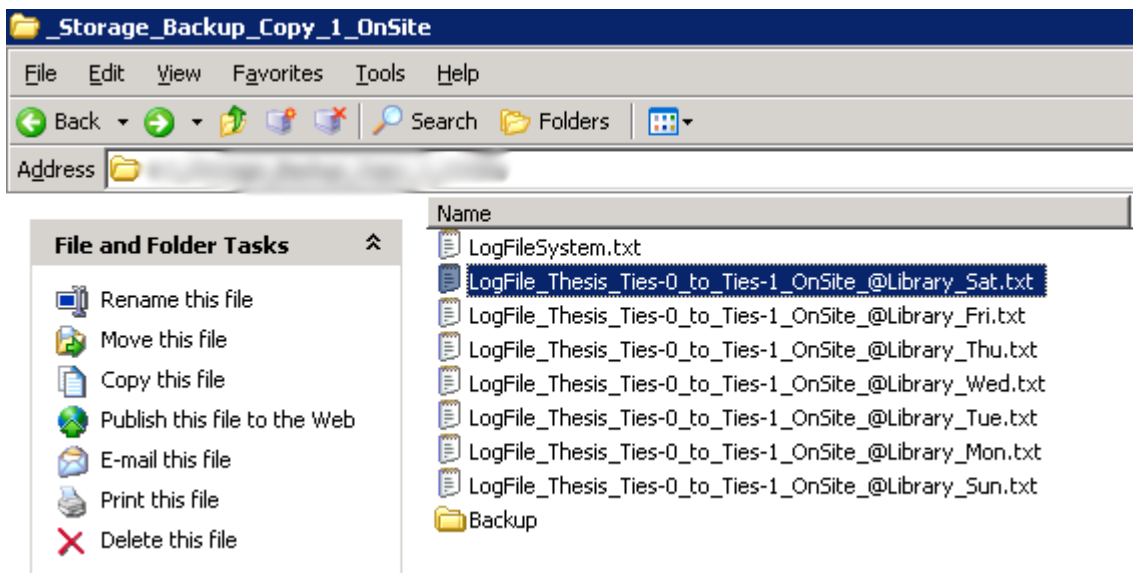 _Storage_Backup_Copy_1_OnSite
File Edit View Favorites Tools Help
Back Search Folders
Address
File and Folder Tasks
Rename this file
Move this file
Copy this file
Publish this file to the Web
E-mail this file
Print this file
Delete this file
Name
LogFileSystem.txt
LogFile_Thesis_Ties-0_to_Ties-1_OnSite_@Library_Sat.txt
LogFile_Thesis_Ties-0_to_Ties-1_OnSite_@Library_Fri.txt
LogFile_Thesis_Ties-0_to_Ties-1_OnSite_@Library_Thu.txt
LogFile_Thesis_Ties-0_to_Ties-1_OnSite_@Library_Wed.txt
LogFile_Thesis_Ties-0_to_Ties-1_OnSite_@Library_Tue.txt
LogFile_Thesis_Ties-0_to_Ties-1_OnSite_@Library_Mon.txt
LogFile_Thesis_Ties-0_to_Ties-1_OnSite_@Library_Sun.txt
Backup